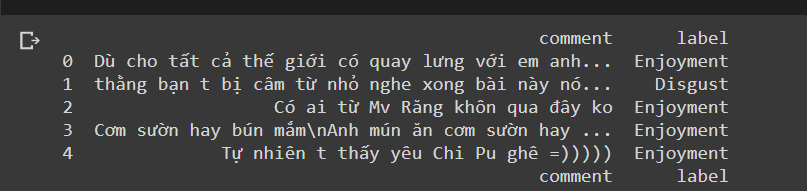 comment label
0 Dù cho tất cả thế giới có quay lưng với em anh... Enjoyment
1 thằng bạn t bị câm từ nhỏ nghe xong bài này nó... Disgust
2 Có ai từ Mv Răng khôn qua đây ko Enjoyment
3 Cơm sườn hay bún mắm\nAnh mún ăn cơm sườn hay ... Enjoyment
4 Tự nhiên t thấy yêu Chi Pu ghê =))))) Enjoyment
comment label